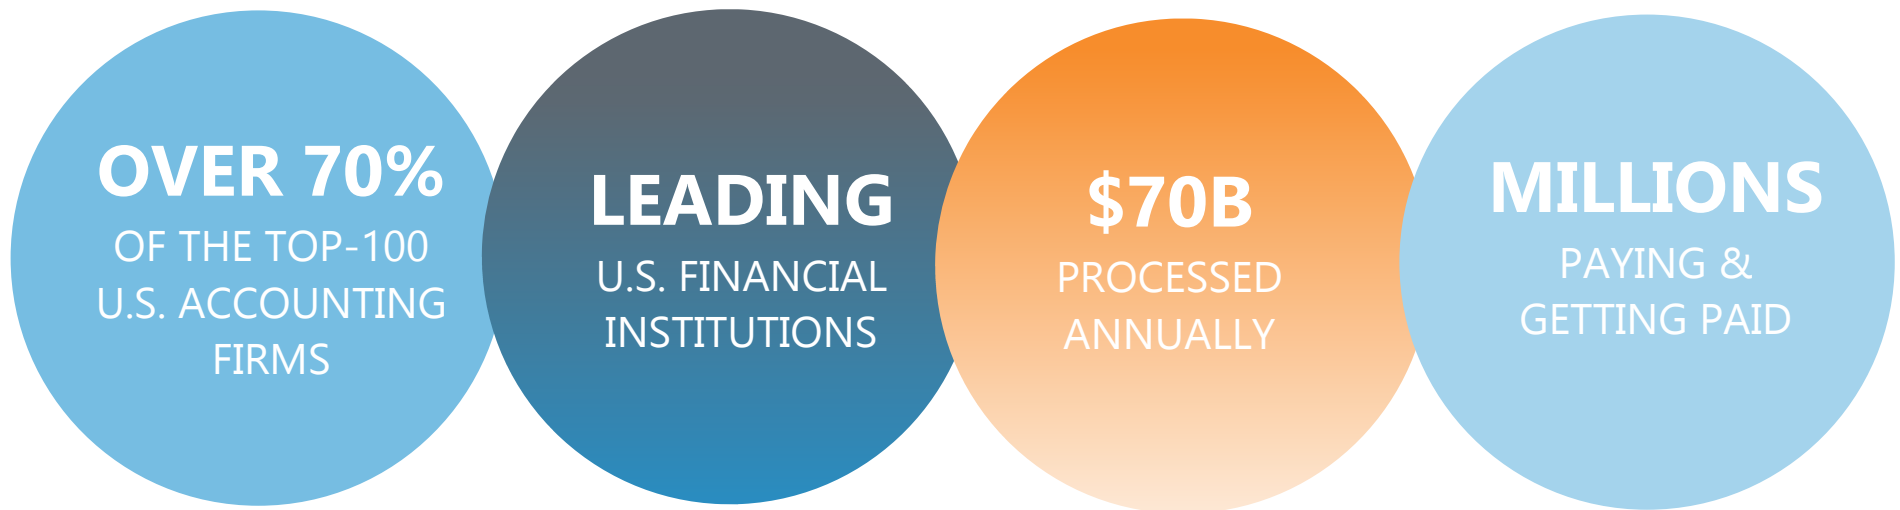 OVER 70%
OF THE TOP-100
U.S. ACCOUNTING
FIRMS
LEADING
U.S. FINANCIAL
INSTITUTIONS
$70B
PROCESSED
ANNUALLY
MILLIONS
PAYING &
GETTING PAID